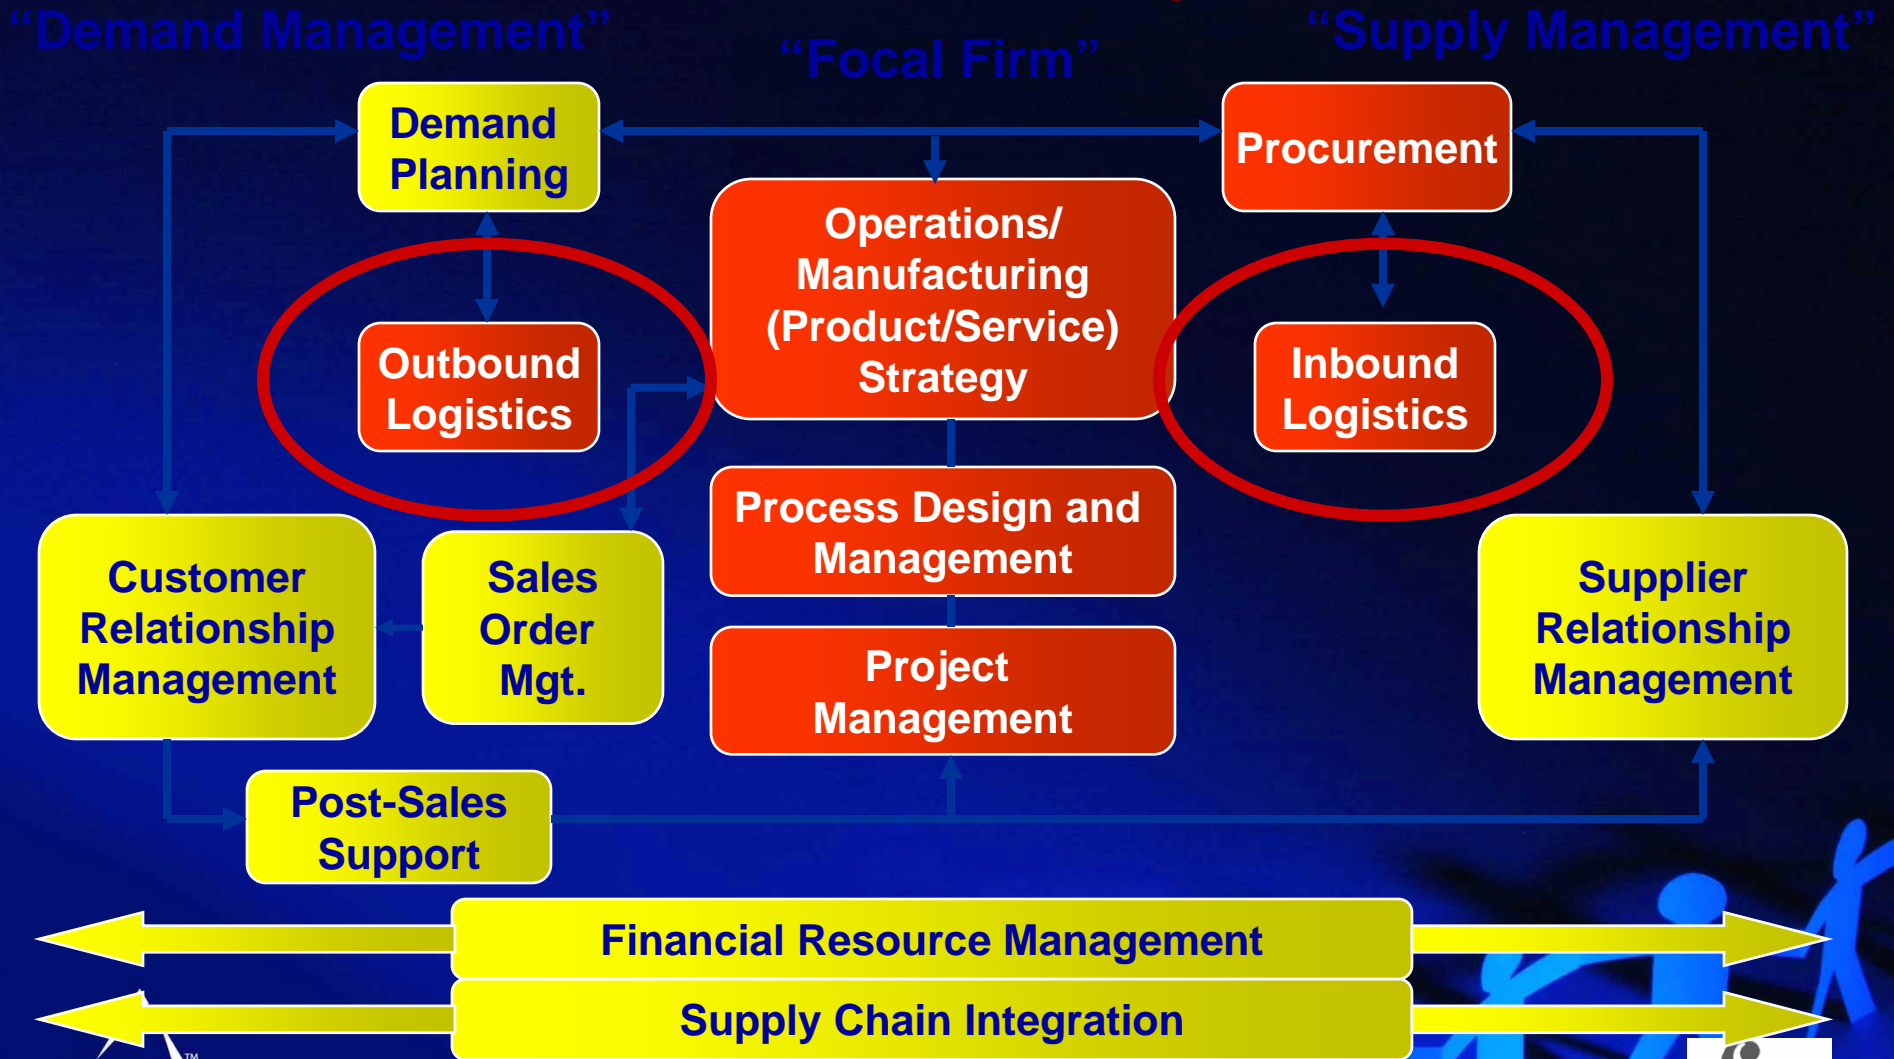 “Demand Management”
“Focal Firm”
“Supply Management”
Demand
Planning
Procurement
Operations/
Manufacturing
(Product/Service)
Strategy
Outbound
Logistics
Inbound
Logistics
Process Design and
Management
Customer
Relationship
Management
Sales
Order
Mgt.
Supplier
Relationship
Management
Project
Management
Post-Sales
Support
Financial Resource Management
Supply Chain Integration
TM